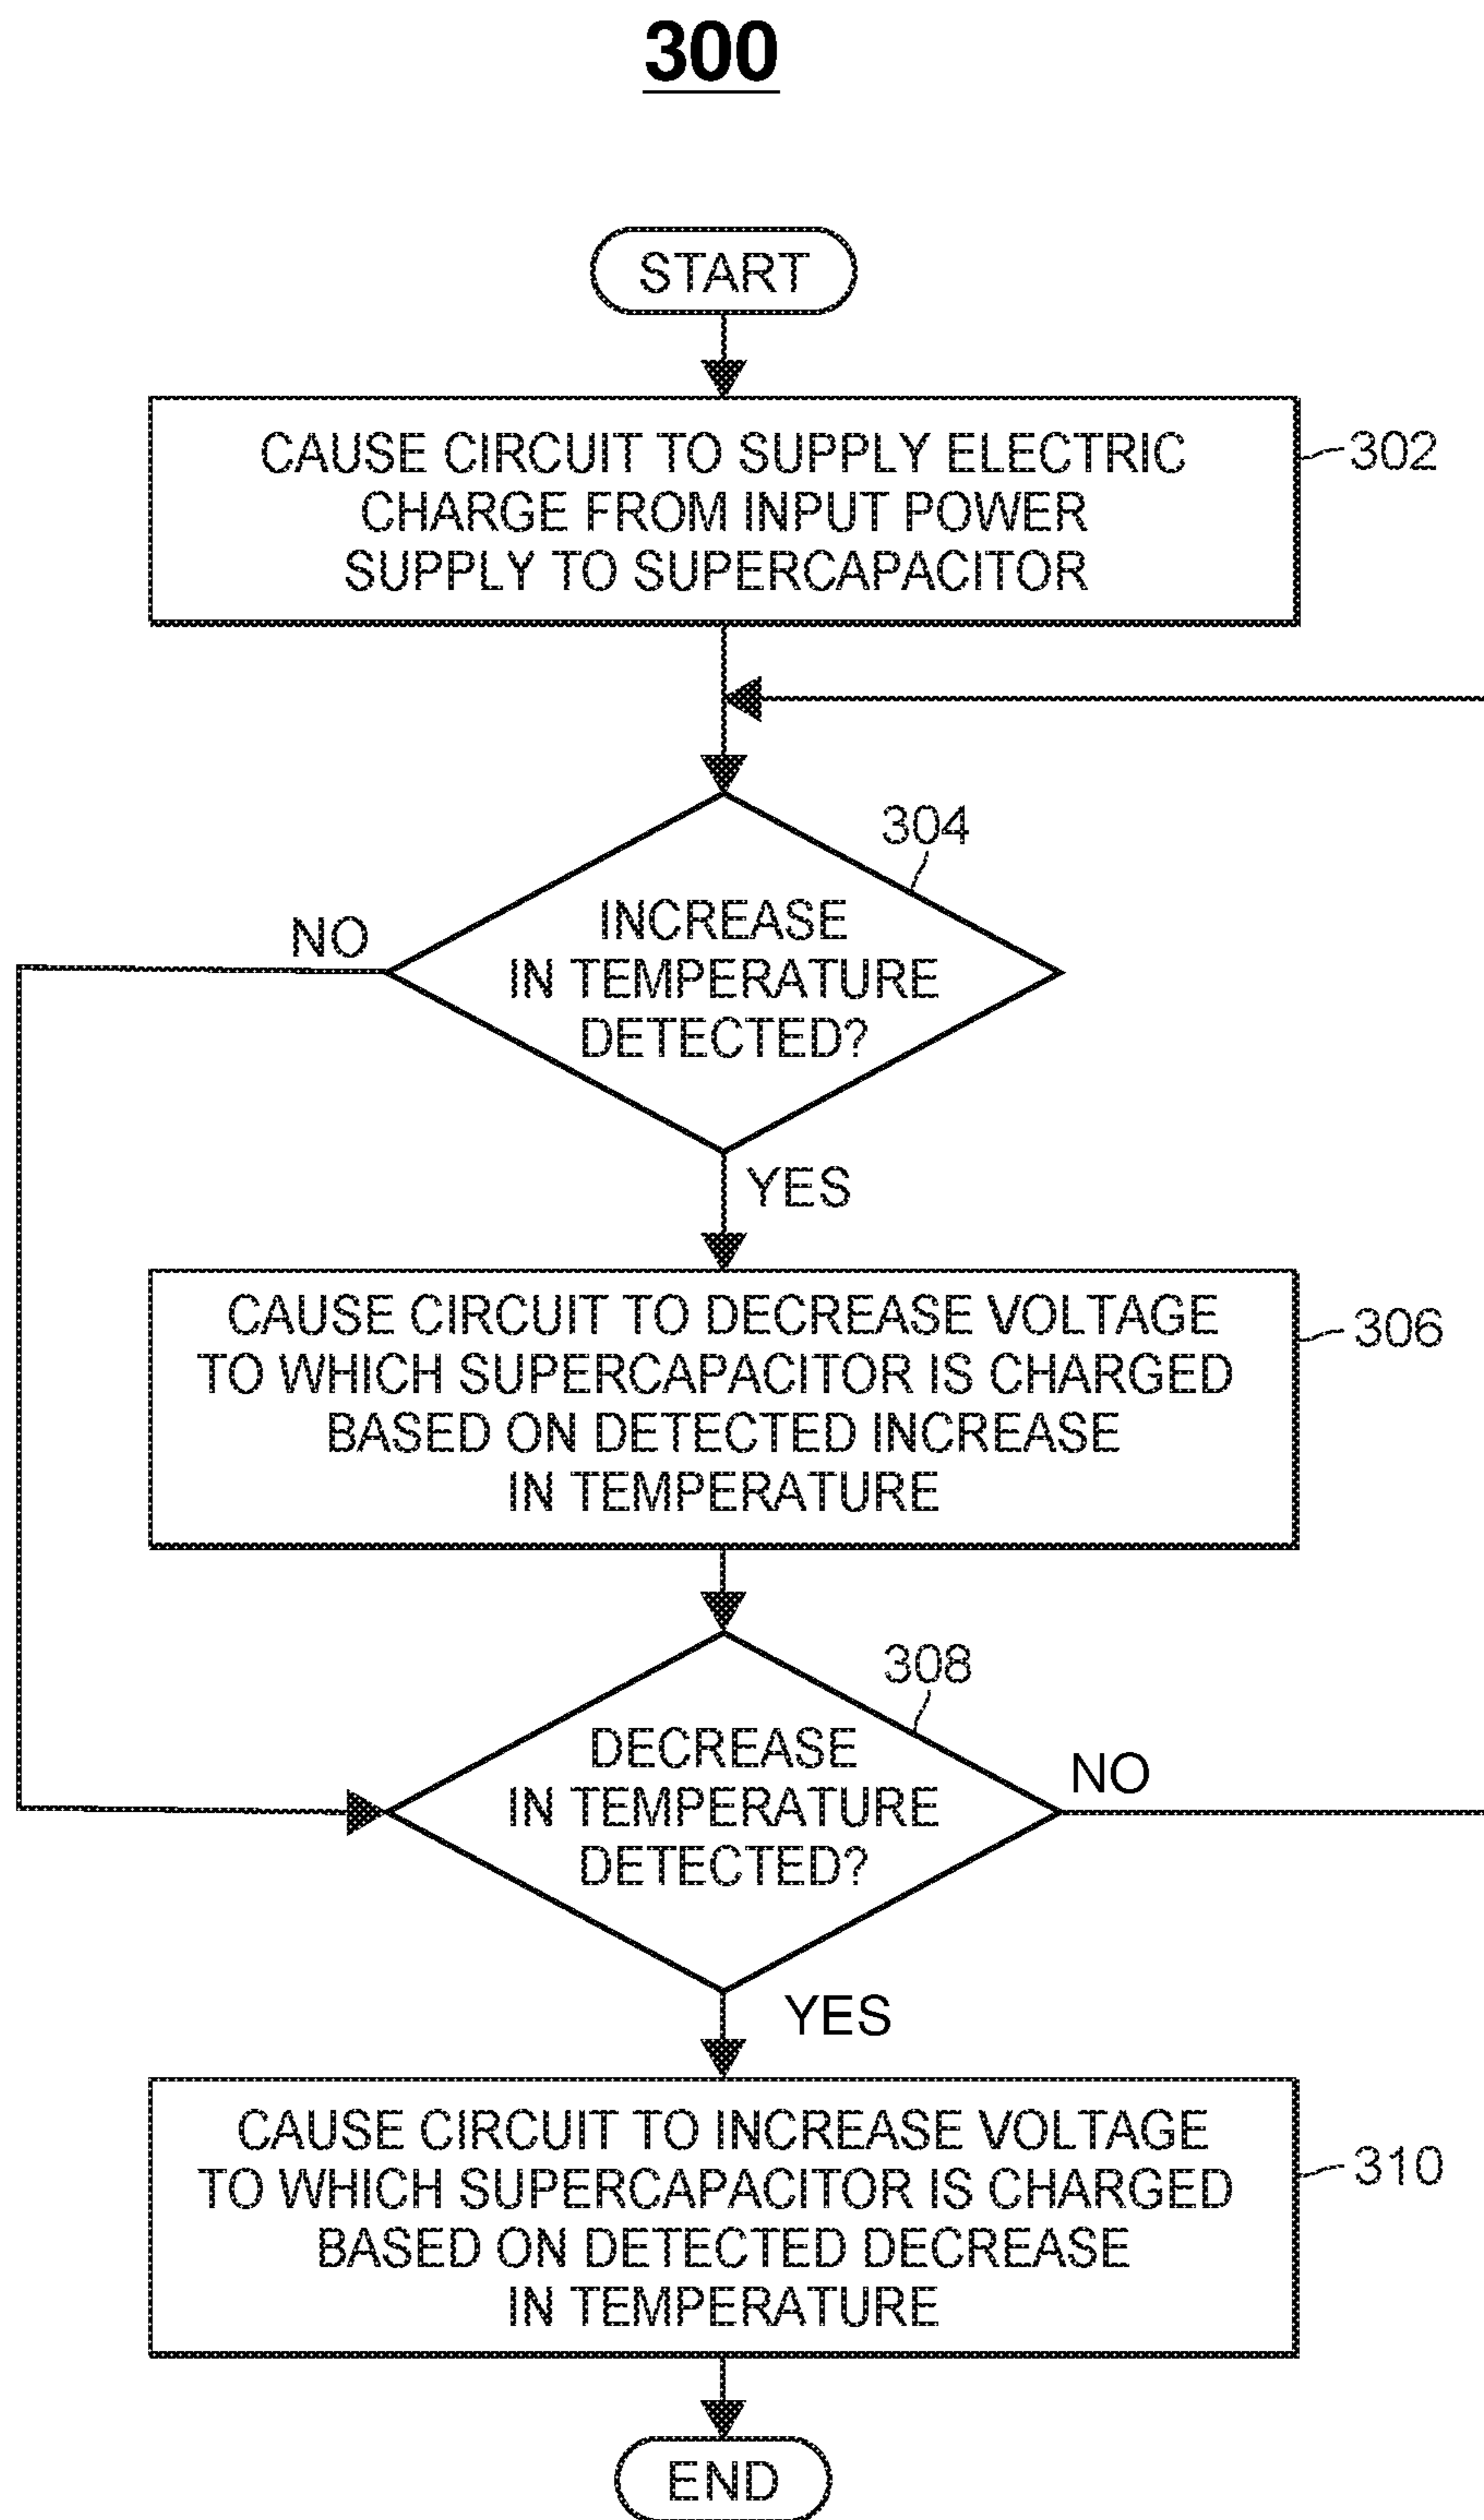 300
START
CAUSE CIRCUIT TO SUPPLY ELECTRIC
CHARGE FROM INPUT POWER
SUPPLY TO SUPERCAPACITOR
302
304
INCREASE
IN TEMPERATURE
DETECTED?
NO
YES
CAUSE CIRCUIT TO DECREASE VOLTAGE
TO WHICH SUPERCAPACITOR IS CHARGED
BASED ON DETECTED INCREASE
IN TEMPERATURE
306
308
DECREASE
IN TEMPERATURE
DETECTED?
NO
YES
CAUSE CIRCUIT TO INCREASE VOLTAGE
TO WHICH SUPERCAPACITOR IS CHARGED
BASED ON DETECTED DECREASE
IN TEMPERATURE
310
END